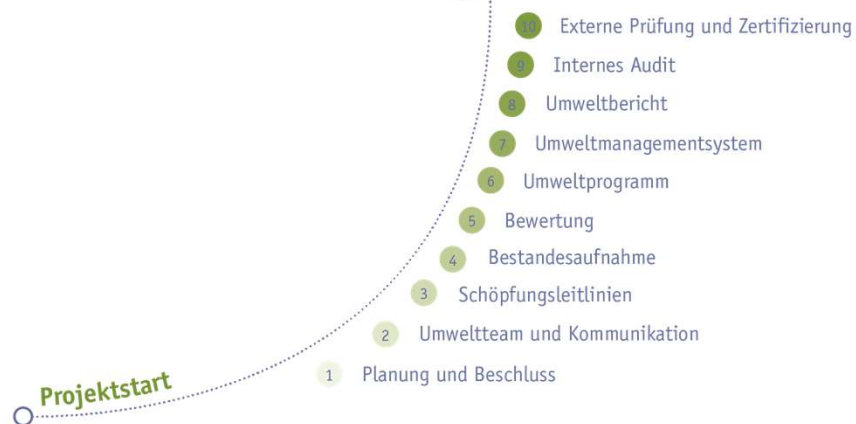 10 Externe Prüfung und Zertifizierung
9 Internes Audit
8 Umweltbericht
7 Umweltmanagementsystem
6 Umweltprogramm
5 Bewertung
4 Bestandesaufnahme
3 Schöpfungsleitlinien
2 Umweltteam und Kommunikation
1 Planung und Beschluss
Projektstart